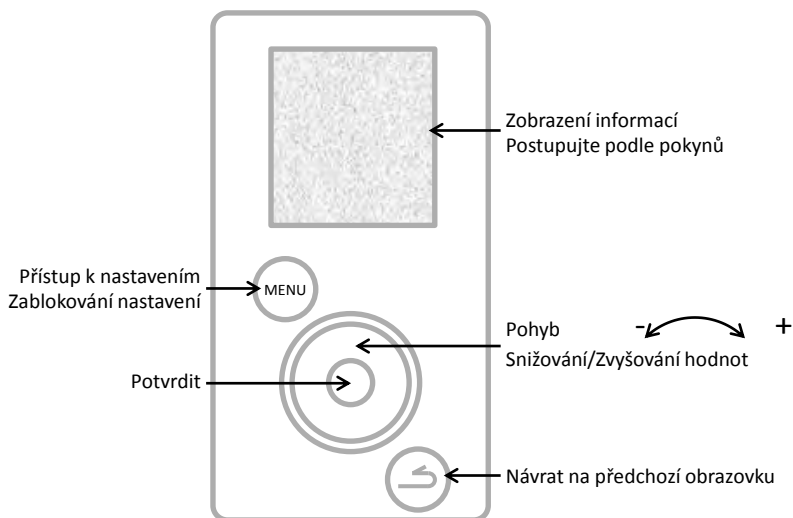 Zobrazení informací
Postupujte podle pokynů
Přístup k nastavením
Zablokování nastavení
MENU
Pohyb - +
Snižování/Zvyšování hodnot
Potvrdit
Návrat na předchozí obrazovku